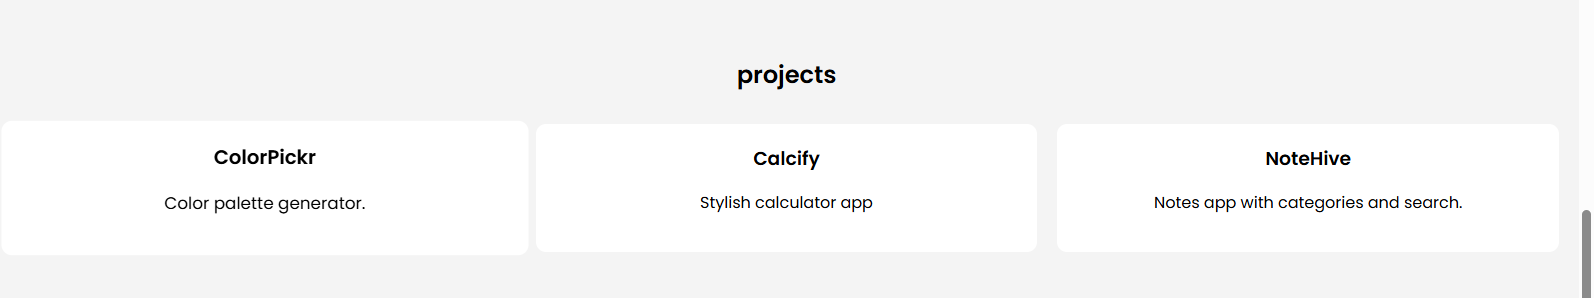 projects
ColorPickr
Color palette generator.
Calcify
Stylish calculator app
NoteHive
Notes app with categories and search.